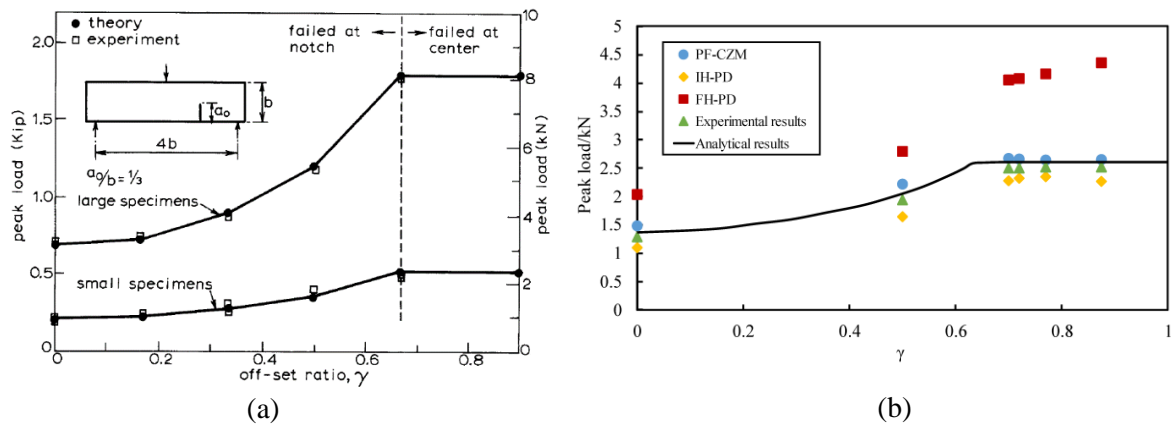 theory
experiment
failed at
notch
failed at
center
2.0
1.5
1.0
0.5
0
peak load (Kip)
10
8
6
4
2
0
peak load (kN)
b
a₀
4b
a₀/b = 1/3
large specimens
small specimens
0
0.2
0.4
0.6
0.8
off-set ratio, γ
(a)
5
4.5
4
3.5
3
2.5
2
1.5
1
0.5
0
Peak load/kN
PF-CZM
IH-PD
FH-PD
Experimental results
Analytical results
0
0.2
0.4
0.6
0.8
1
γ
(b)